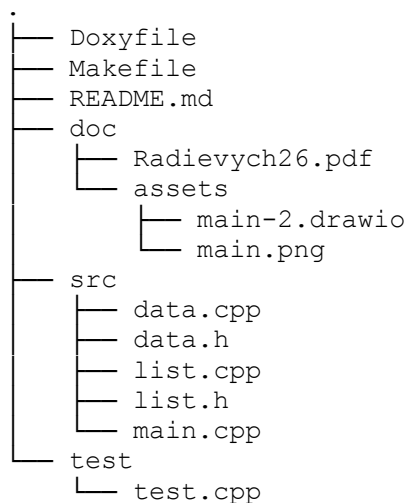 .
├── Doxyfile
├── Makefile
├── README.md
├── doc
│   ├── Radievych26.pdf
│   └── assets
│       ├── main-2.drawio
│       └── main.png
├── src
│   ├── data.cpp
│   ├── data.h
│   ├── list.cpp
│   ├── list.h
│   └── main.cpp
└── test
    └── test.cpp